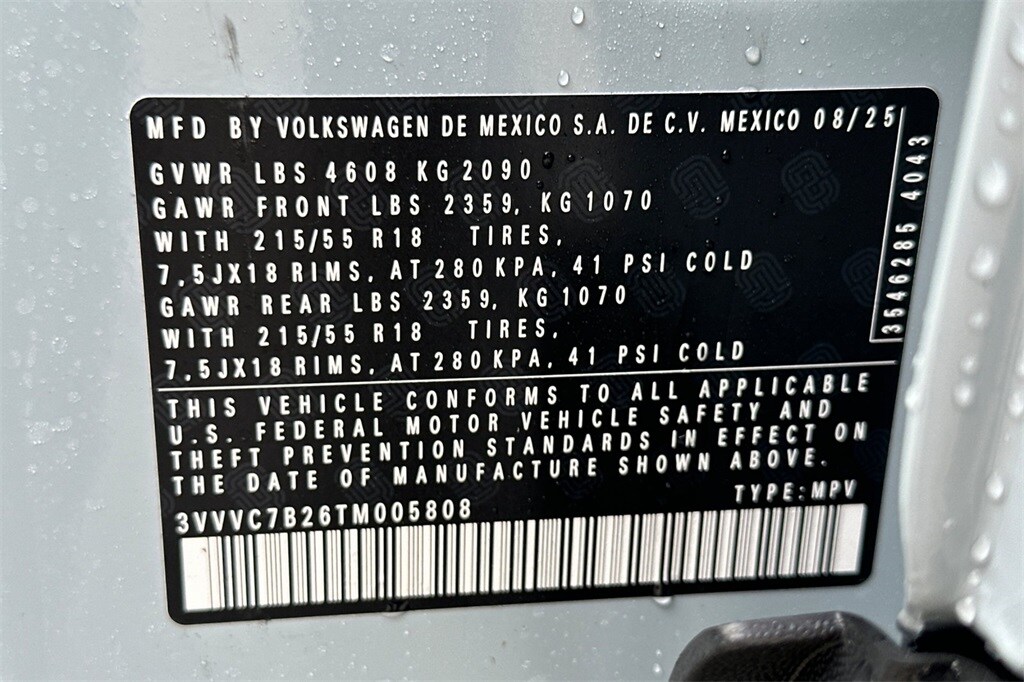 MFD BY VOLKSWAGEN DE MEXICO S.A. DE C.V. MEXICO 08/25
GVWR LBS 4608 KG 2090
GAWR FRONT LBS 2359, KG 1070
WITH 215/55 R18 TIRES,
7,5JX18 RIMS, AT 280 KPA, 41 PSI COLD
GAWR REAR LBS 2359, KG 1070
WITH 215/55 R18 TIRES,
7,5JX18 RIMS, AT 280 KPA, 41 PSI COLD
3546285 4043
THIS VEHICLE CONFORMS TO ALL APPLICABLE
U.S. FEDERAL MOTOR VEHICLE SAFETY AND
THEFT PREVENTION STANDARDS IN EFFECT ON
THE DATE OF MANUFACTURE SHOWN ABOVE.
3VVVC7B26TM005808
TYPE:MPV